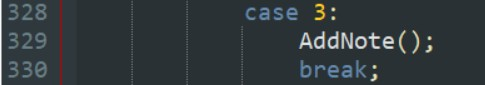 328 case 3:
329 AddNote();
330 break;